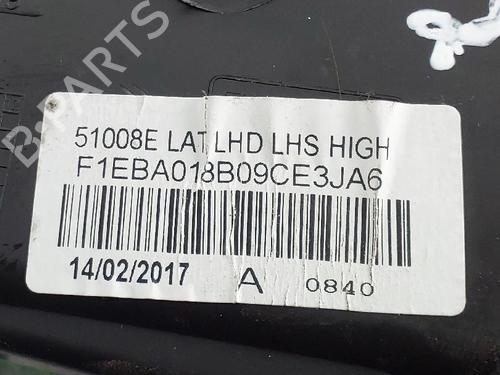 51008E LAT LHD LHS HIGH
F1EBA018B09CE3JA6
14/02/2017 A 0840
B-PARTS